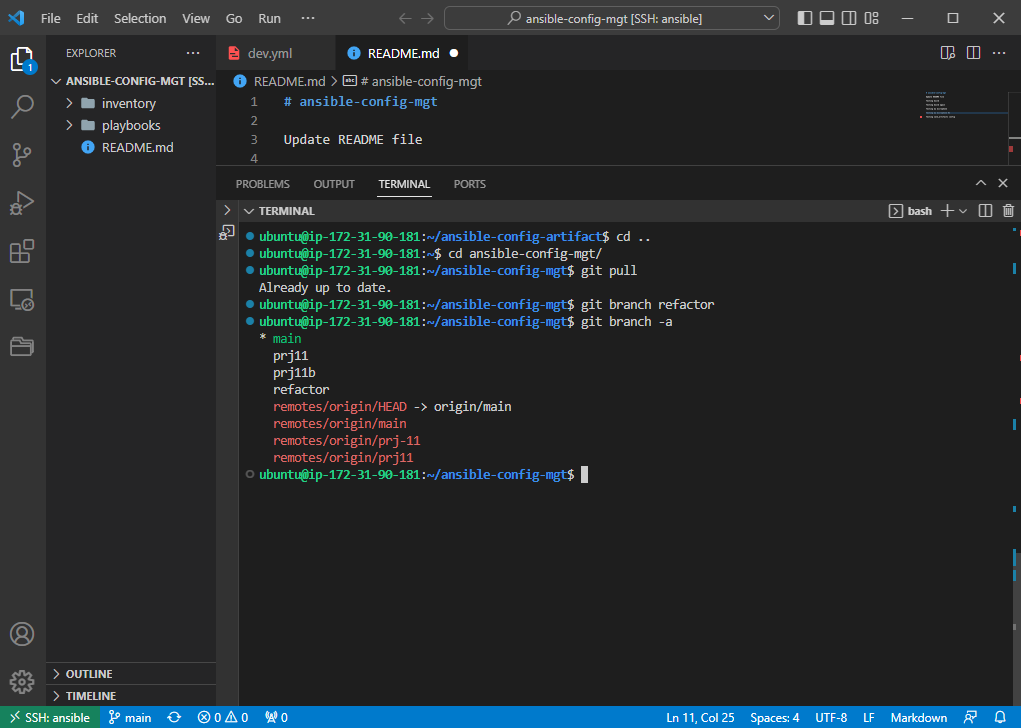 File Edit Selection View Go Run ···
ansible-config-mgt [SSH: ansible]
1
EXPLORER ···
ANSIBLE-CONFIG-MGT [SS...
inventory
playbooks
README.md
OUTLINE
TIMELINE
dev.yml README.md
README.md > # ansible-config-mgt
1 # ansible-config-mgt
2
3 Update README file
4
PROBLEMS OUTPUT TERMINAL PORTS
TERMINAL bash
ubuntu@ip-172-31-90-181:~/ansible-config-artifact$ cd ..
ubuntu@ip-172-31-90-181:~$ cd ansible-config-mgt/
ubuntu@ip-172-31-90-181:~/ansible-config-mgt$ git pull
Already up to date.
ubuntu@ip-172-31-90-181:~/ansible-config-mgt$ git branch refactor
ubuntu@ip-172-31-90-181:~/ansible-config-mgt$ git branch -a
* main
prj11
prj11b
refactor
remotes/origin/HEAD -> origin/main
remotes/origin/main
remotes/origin/prj-11
remotes/origin/prj11
ubuntu@ip-172-31-90-181:~/ansible-config-mgt$
SSH: ansible main 0 0 0 Ln 11, Col 25 Spaces: 4 UTF-8 LF Markdown